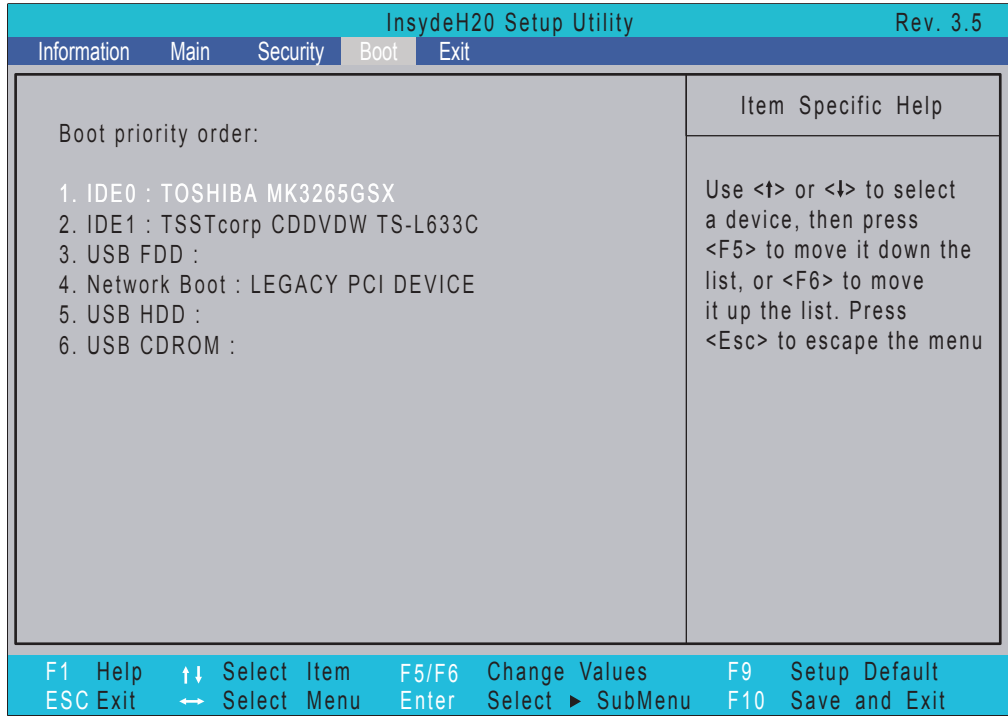 InsydeH20 Setup Utility Rev. 3.5
Information Main Security Boot Exit
Boot priority order:
1. IDE0 : TOSHIBA MK3265GSX
2. IDE1 : TSSTcorp CDDVDW TS-L633C
3. USB FDD :
4. Network Boot : LEGACY PCI DEVICE
5. USB HDD :
6. USB CDROM :
Item Specific Help
Use <↑> or <↓> to select
a device, then press
<F5> to move it down the
list, or <F6> to move
it up the list. Press
<Esc> to escape the menu
F1 Help ↑↓ Select Item F5/F6 Change Values F9 Setup Default
ESC Exit ↔ Select Menu Enter Select ► SubMenu F10 Save and Exit